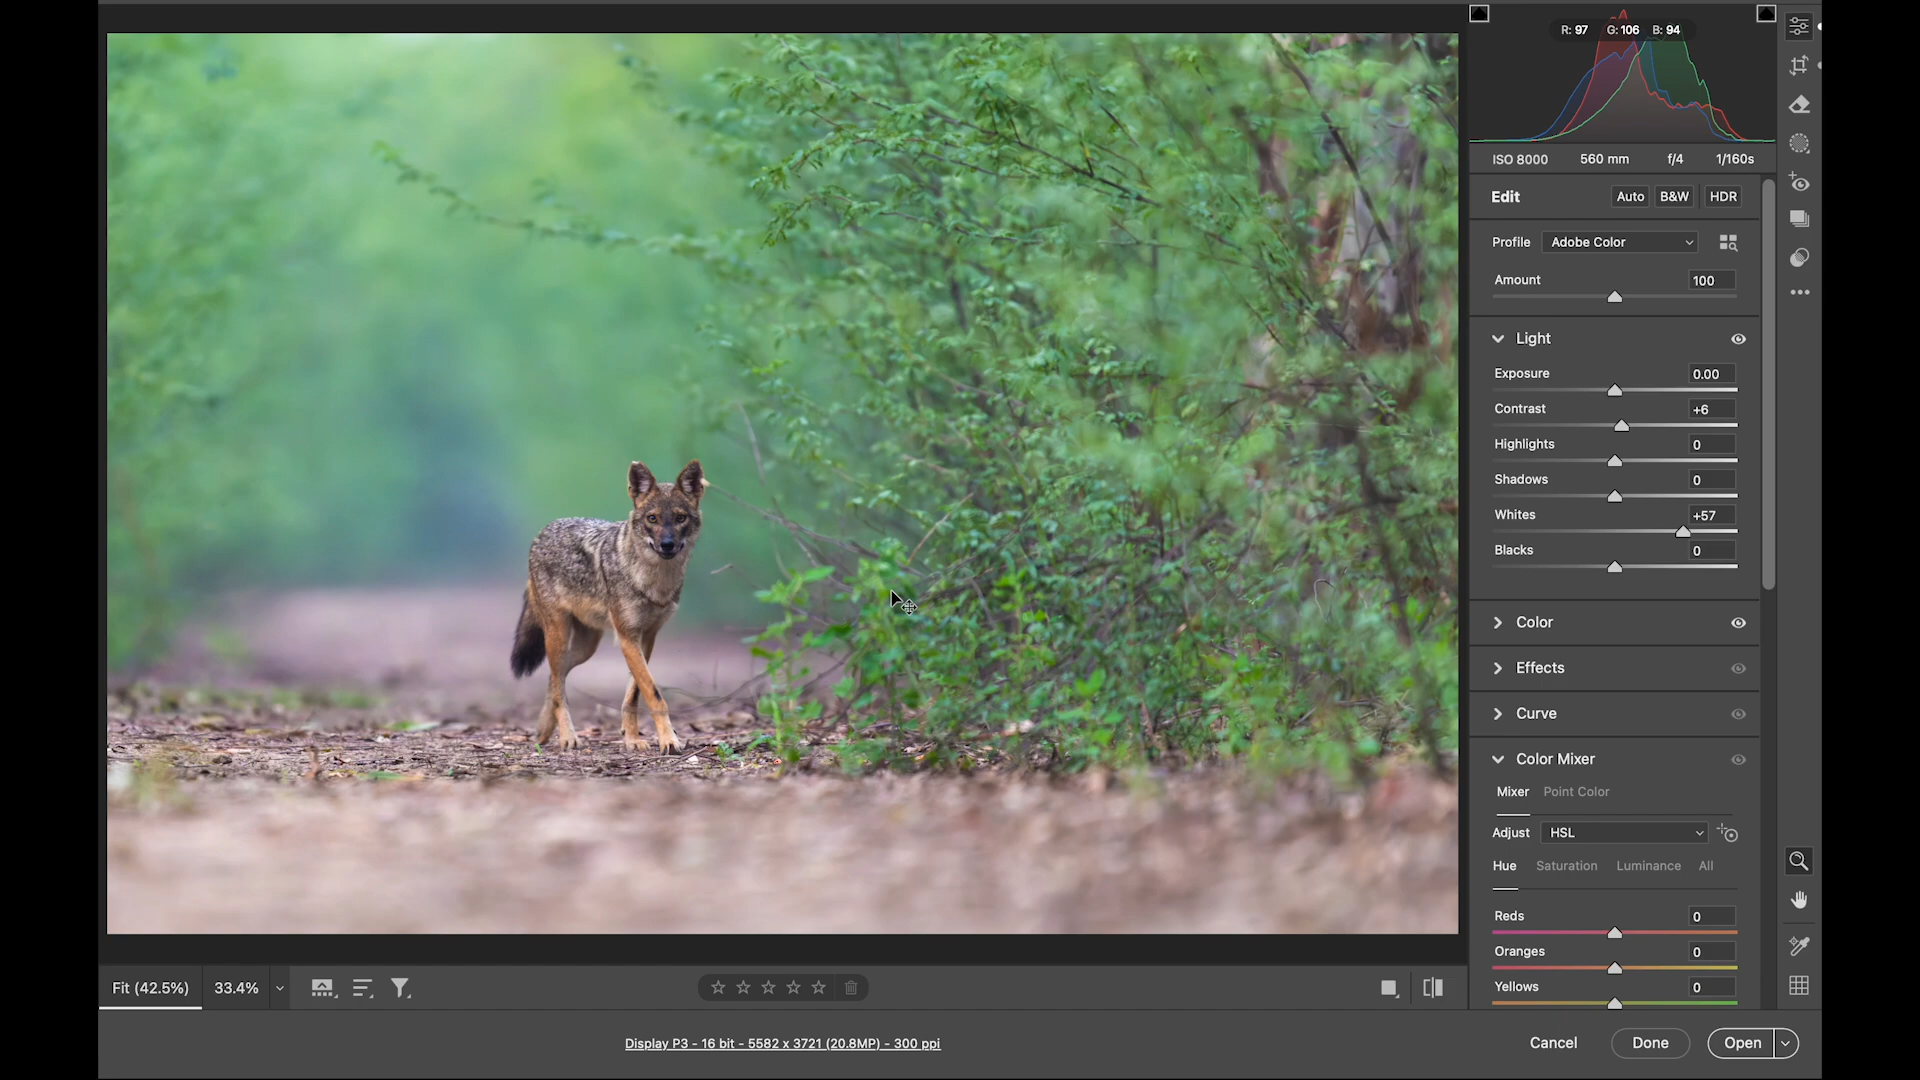 R: 97 G: 106 B: 94
ISO 8000 560 mm f/4 1/160s
Edit Auto B&W HDR
Profile Adobe Color
Amount 100
Light
Exposure 0.00
Contrast +6
Highlights 0
Shadows 0
Whites +57
Blacks 0
Color
Effects
Curve
Color Mixer
Mixer Point Color
Adjust HSL
Hue Saturation Luminance All
Reds 0
Oranges 0
Yellows 0
Fit (42.5%) 33.4%
Display P3 - 16 bit - 5582 x 3721 (20.8MP) - 300 ppi
Cancel Done Open